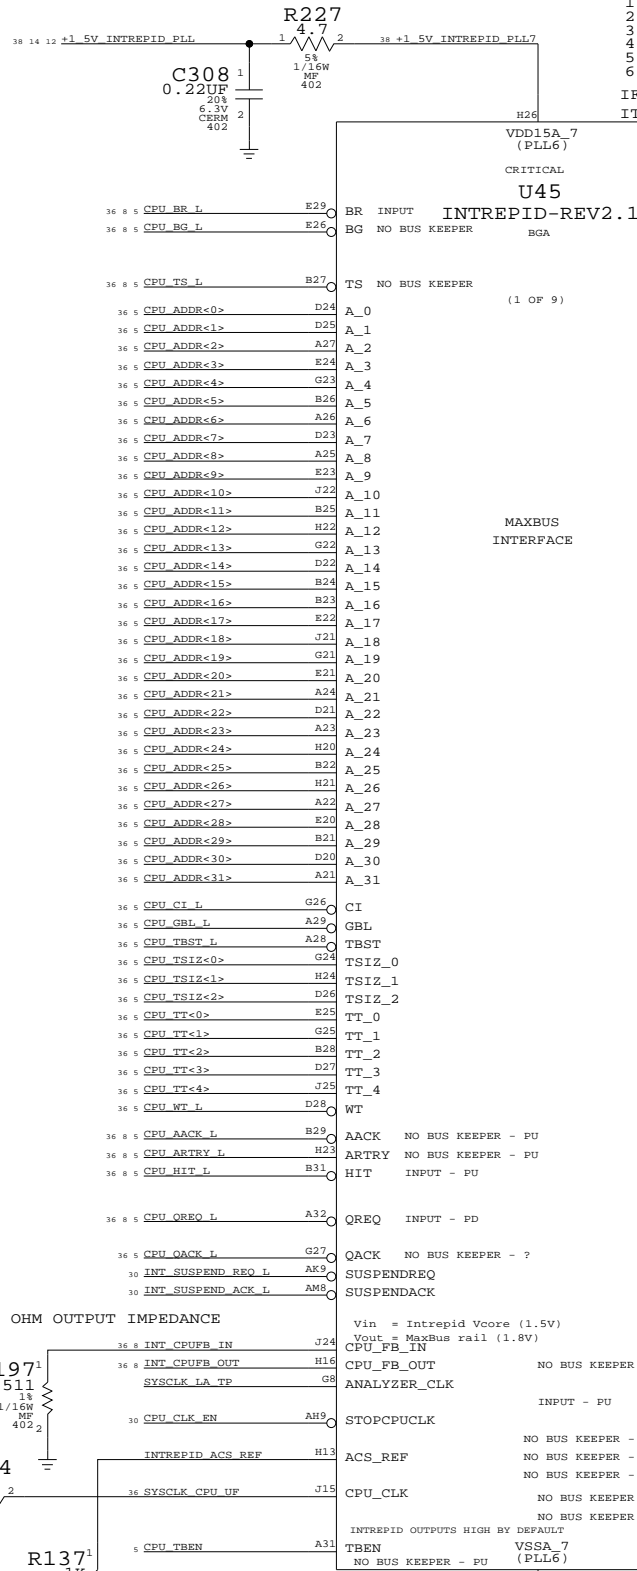 R227
4.7
38 14 12 +1_5V_INTREPID_PLL 1 2 38 +1_5V_INTREPID_PLL7
5%
1/16W
MF
402
C308 1
0.22UF
20%
6.3V
CERM 2
402
1
2
3
4
5
6
H26
VDD15A_7
(PLL6)
CRITICAL
U45
INTREPID-REV2.1
BGA
(1 OF 9)
36 8 5 CPU_BR_L E29 BR INPUT
36 8 5 CPU_BG_L E26 BG NO BUS KEEPER
36 8 5 CPU_TS_L B27 TS NO BUS KEEPER
36 5 CPU_ADDR<0> D24 A_0
36 5 CPU_ADDR<1> D25 A_1
36 5 CPU_ADDR<2> A27 A_2
36 5 CPU_ADDR<3> E24 A_3
36 5 CPU_ADDR<4> G23 A_4
36 5 CPU_ADDR<5> B26 A_5
36 5 CPU_ADDR<6> A26 A_6
36 5 CPU_ADDR<7> D23 A_7
36 5 CPU_ADDR<8> A25 A_8
36 5 CPU_ADDR<9> E23 A_9
36 5 CPU_ADDR<10> J22 A_10
36 5 CPU_ADDR<11> B25 A_11
36 5 CPU_ADDR<12> H22 A_12
36 5 CPU_ADDR<13> G22 A_13
36 5 CPU_ADDR<14> D22 A_14
36 5 CPU_ADDR<15> B24 A_15
36 5 CPU_ADDR<16> B23 A_16
36 5 CPU_ADDR<17> E22 A_17
36 5 CPU_ADDR<18> J21 A_18
36 5 CPU_ADDR<19> G21 A_19
36 5 CPU_ADDR<20> E21 A_20
36 5 CPU_ADDR<21> A24 A_21
36 5 CPU_ADDR<22> D21 A_22
36 5 CPU_ADDR<23> A23 A_23
36 5 CPU_ADDR<24> H20 A_24
36 5 CPU_ADDR<25> B22 A_25
36 5 CPU_ADDR<26> H21 A_26
36 5 CPU_ADDR<27> A22 A_27
36 5 CPU_ADDR<28> E20 A_28
36 5 CPU_ADDR<29> B21 A_29
36 5 CPU_ADDR<30> D20 A_30
36 5 CPU_ADDR<31> A21 A_31
MAXBUS
INTERFACE
36 5 CPU_CI_L G26 CI
36 5 CPU_GBL_L A29 GBL
36 5 CPU_TBST_L A28 TBST
36 5 CPU_TSIZ<0> G24 TSIZ_0
36 5 CPU_TSIZ<1> H24 TSIZ_1
36 5 CPU_TSIZ<2> D26 TSIZ_2
36 5 CPU_TT<0> E25 TT_0
36 5 CPU_TT<1> G25 TT_1
36 5 CPU_TT<2> B28 TT_2
36 5 CPU_TT<3> D27 TT_3
36 5 CPU_TT<4> J25 TT_4
36 5 CPU_WT_L D28 WT
36 8 5 CPU_AACK_L B29 AACK NO BUS KEEPER - PU
36 8 5 CPU_ARTRY_L H23 ARTRY NO BUS KEEPER - PU
36 8 5 CPU_HIT_L B31 HIT INPUT - PU
36 8 5 CPU_QREQ_L A32 QREQ INPUT - PD
36 5 CPU_QACK_L G27 QACK NO BUS KEEPER - ?
30 INT_SUSPEND_REQ_L AK9 SUSPENDREQ
30 INT_SUSPEND_ACK_L AM8 SUSPENDACK
OHM OUTPUT IMPEDANCE
Vin = Intrepid Vcore (1.5V)
Vout = MaxBus rail (1.8V)
36 8 INT_CPUFB_IN J24 CPU_FB_IN
36 8 INT_CPUFB_OUT H16 CPU_FB_OUT NO BUS KEEPER
SYSCLK_LA_TP G8 ANALYZER_CLK
197 1
511
1%
1/16W
MF
402 2
INPUT - PU
30 CPU_CLK_EN AH9 STOPCPUCLK
NO BUS KEEPER -
INTREPID_ACS_REF H13 ACS_REF NO BUS KEEPER -
NO BUS KEEPER -
4
2 36 SYSCLK_CPU_UF J15 CPU_CLK NO BUS KEEPER
NO BUS KEEPER
INTREPID OUTPUTS HIGH BY DEFAULT
5 CPU_TBEN A31 TBEN
NO BUS KEEPER - PU
VSSA_7
(PLL6)
R137 1